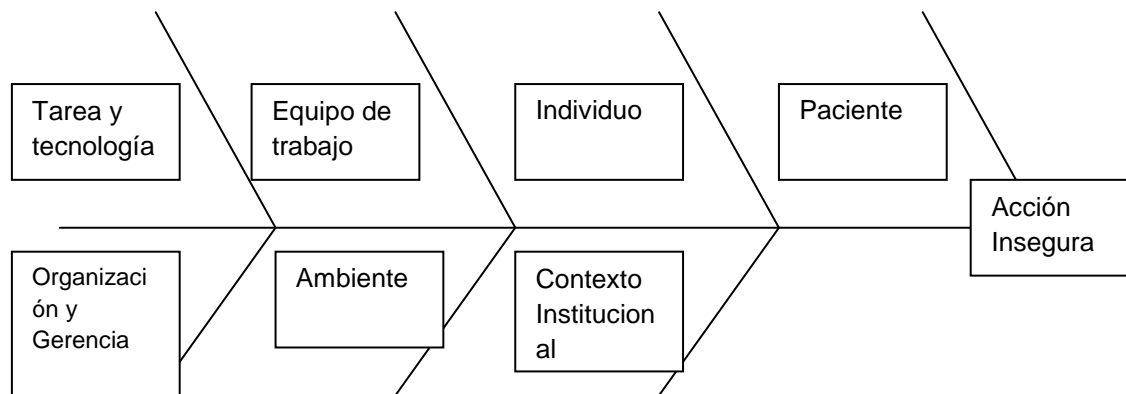 Tarea y
tecnología
Equipo de
trabajo
Individuo
Paciente
Acción
Insegura
Organizaci
ón y
Gerencia
Ambiente
Contexto
Institucion
al